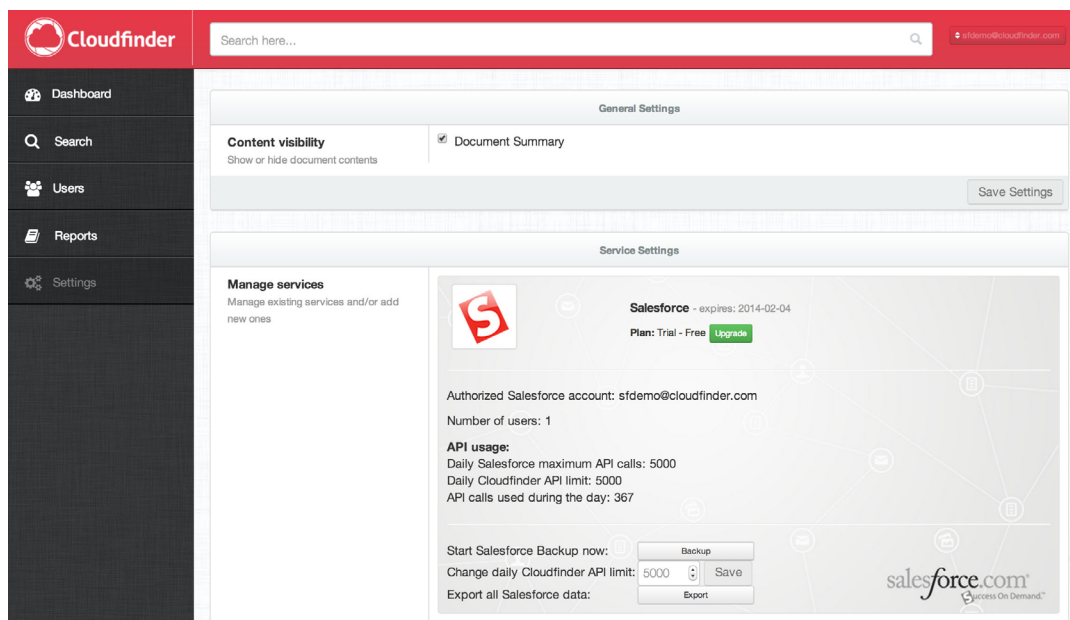 Cloudfinder
Search here...
sfdemo@cloudfinder.com
Dashboard
Search
Users
Reports
Settings
General Settings
Content visibility
Show or hide document contents
Document Summary
Save Settings
Service Settings
Manage services
Manage existing services and/or add
new ones
S
Salesforce - expires: 2014-02-04
Plan: Trial - Free Upgrade
Authorized Salesforce account: sfdemo@cloudfinder.com
Number of users: 1
API usage:
Daily Salesforce maximum API calls: 5000
Daily Cloudfinder API limit: 5000
API calls used during the day: 367
Start Salesforce Backup now: Backup
Change daily Cloudfinder API limit: 5000 Save
Export all Salesforce data: Export
salesforce.com
Success On Demand.™